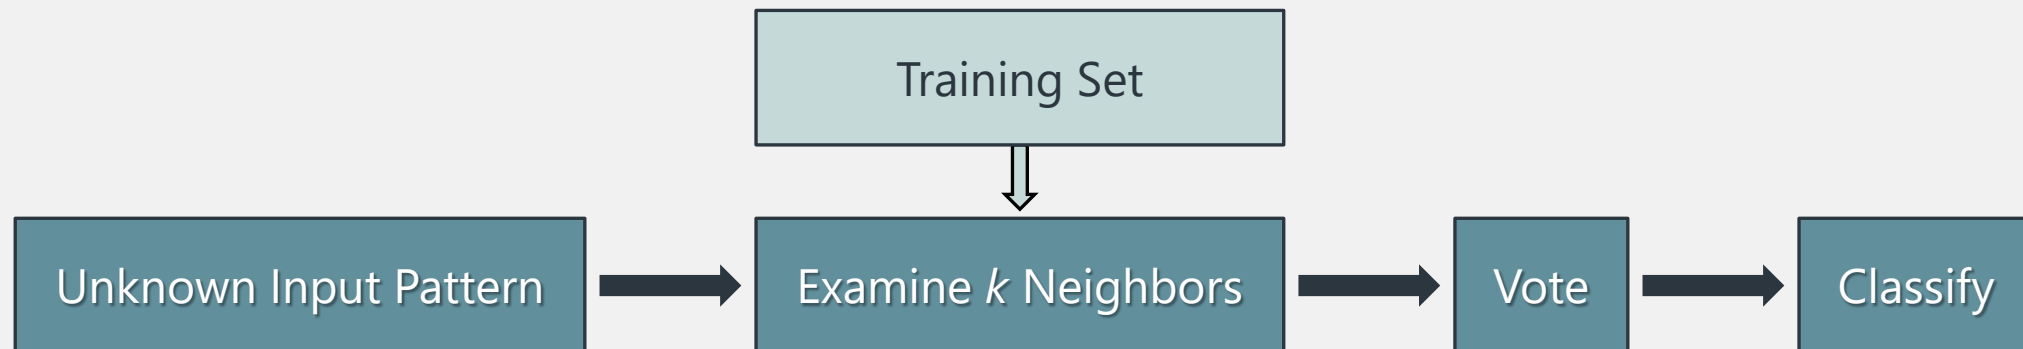 Training Set
Unknown Input Pattern
Examine k Neighbors
Vote
Classify